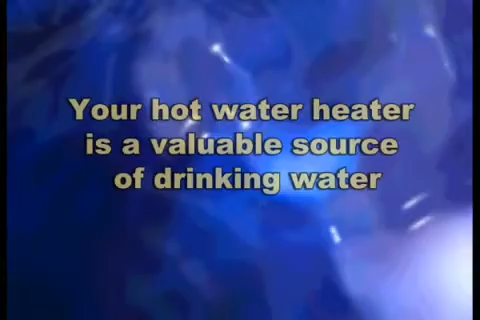 Your hot water heater
is a valuable source
of drinking water